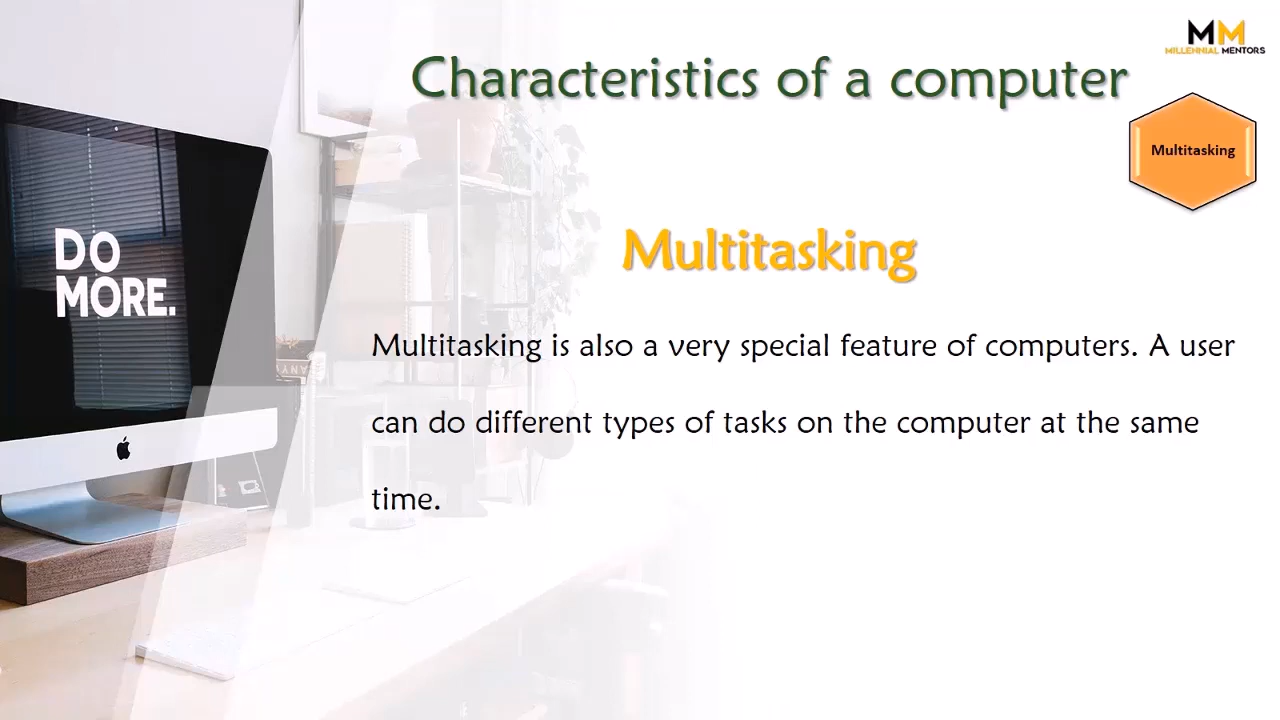 MM
MILLENNIAL MENTORS
Characteristics of a computer
Multitasking
DO
MORE.
Multitasking
Multitasking is also a very special feature of computers. A user
can do different types of tasks on the computer at the same
time.